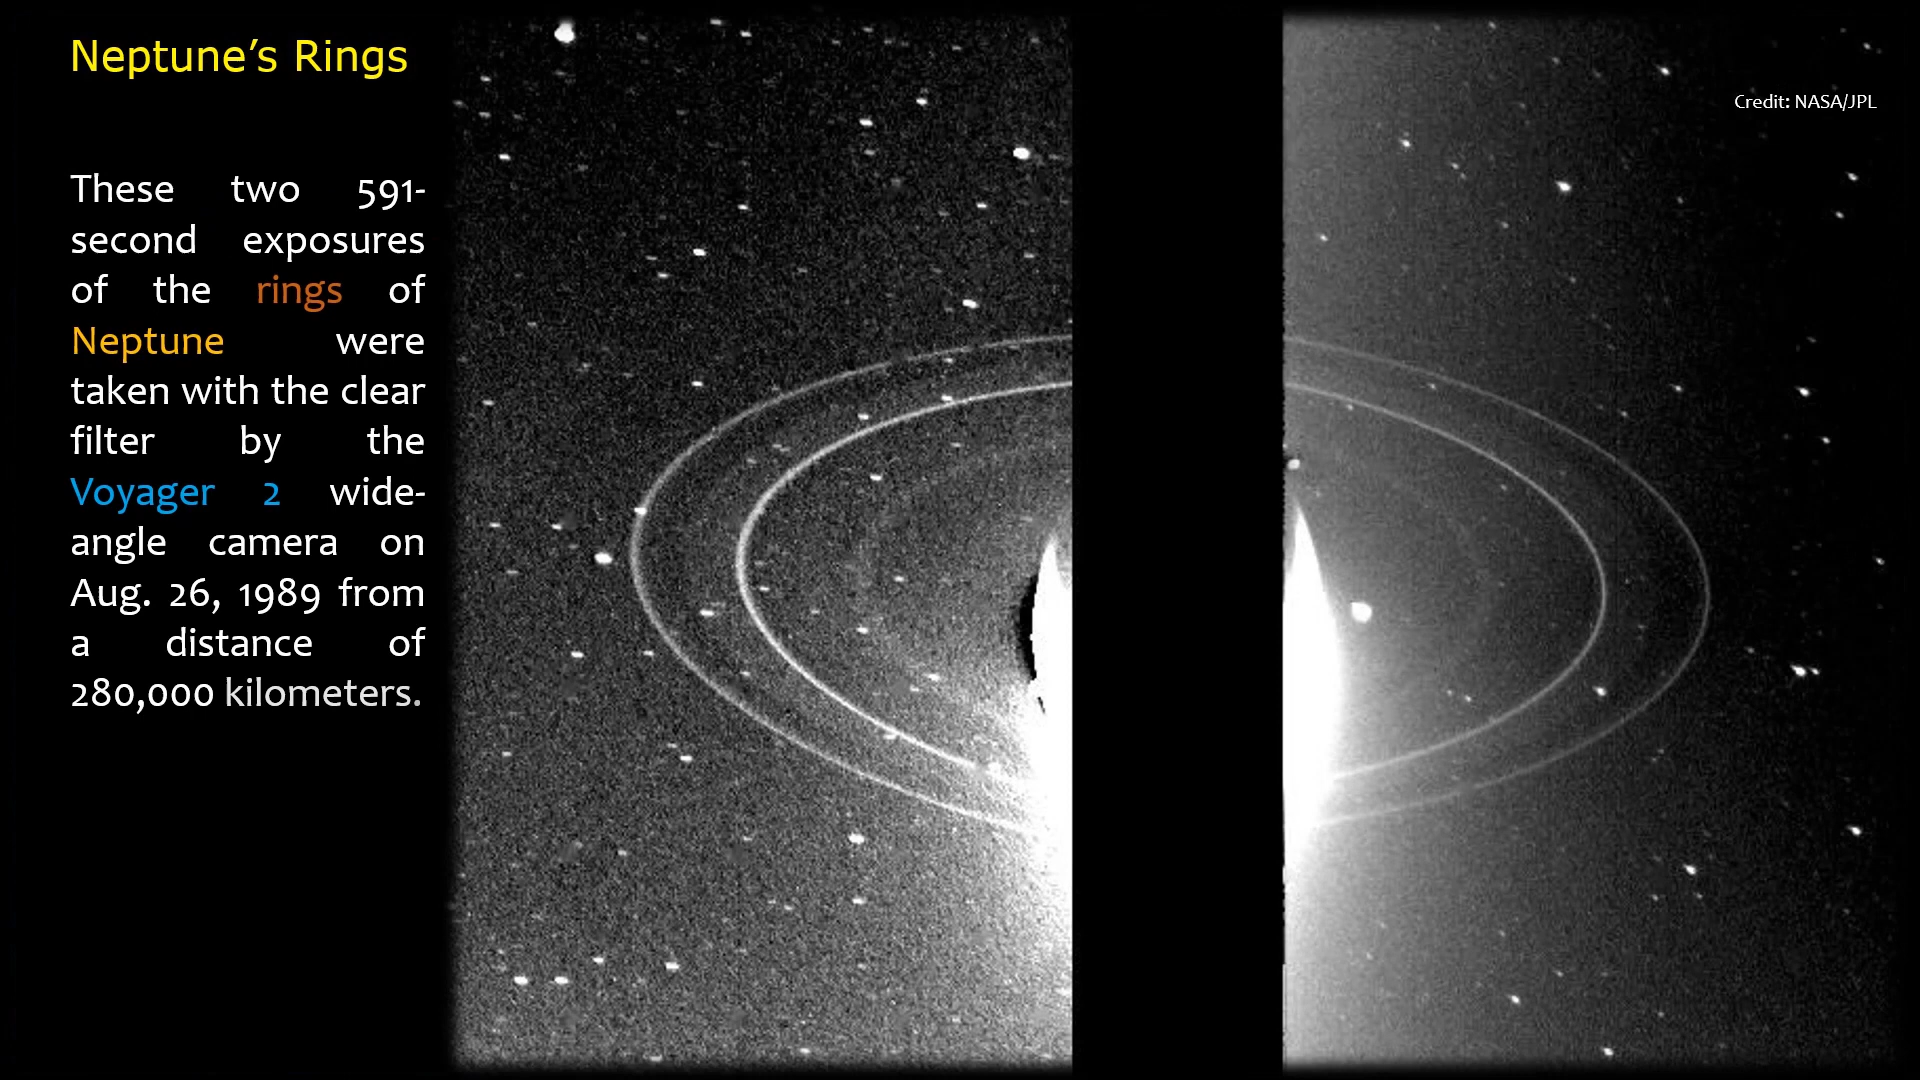 Neptune’s Rings
Credit: NASA/JPL
These two 591-
second exposures
of the rings of
Neptune were
taken with the clear
filter by the
Voyager 2 wide-
angle camera on
Aug. 26, 1989 from
a distance of
280,000 kilometers.